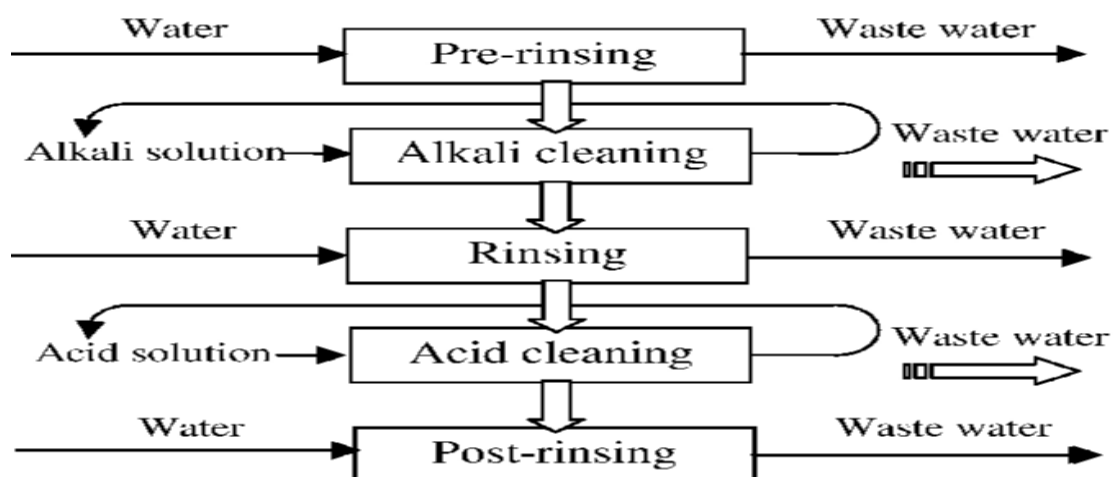 Water
Waste water
Pre-rinsing
Waste water
Alkali solution
Alkali cleaning
Water
Waste water
Rinsing
Waste water
Acid solution
Acid cleaning
Water
Waste water
Post-rinsing